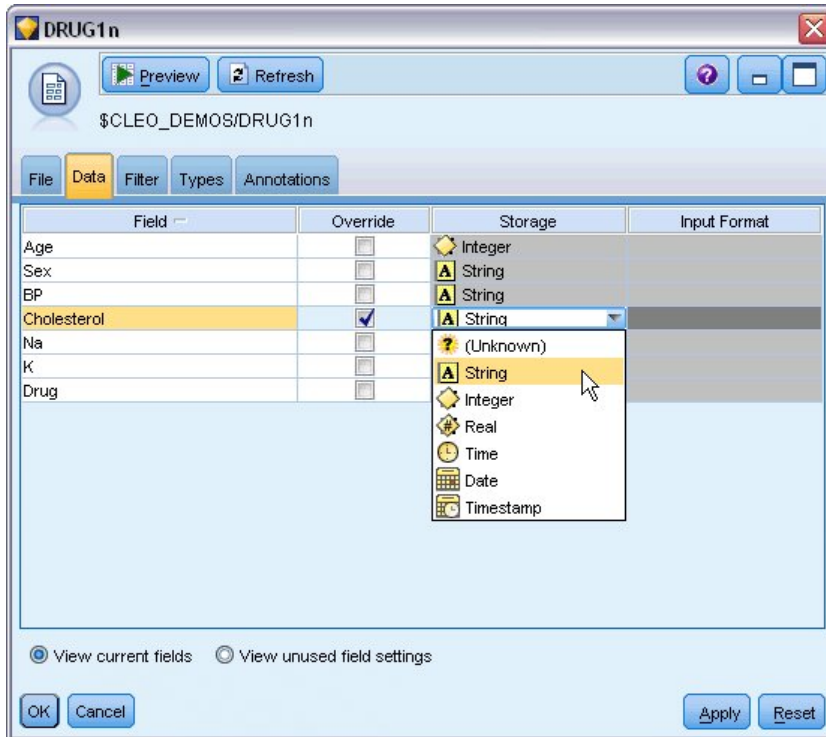 DRUG1n
Preview Refresh
$CLEO_DEMOS/DRUG1n
File Data Filter Types Annotations
Field Override Storage Input Format
Age Integer
Sex A String
BP A String
Cholesterol A String
Na
K
Drug
? (Unknown)
A String
Integer
# Real
Time
Date
Timestamp
View current fields View unused field settings
OK Cancel Apply Reset